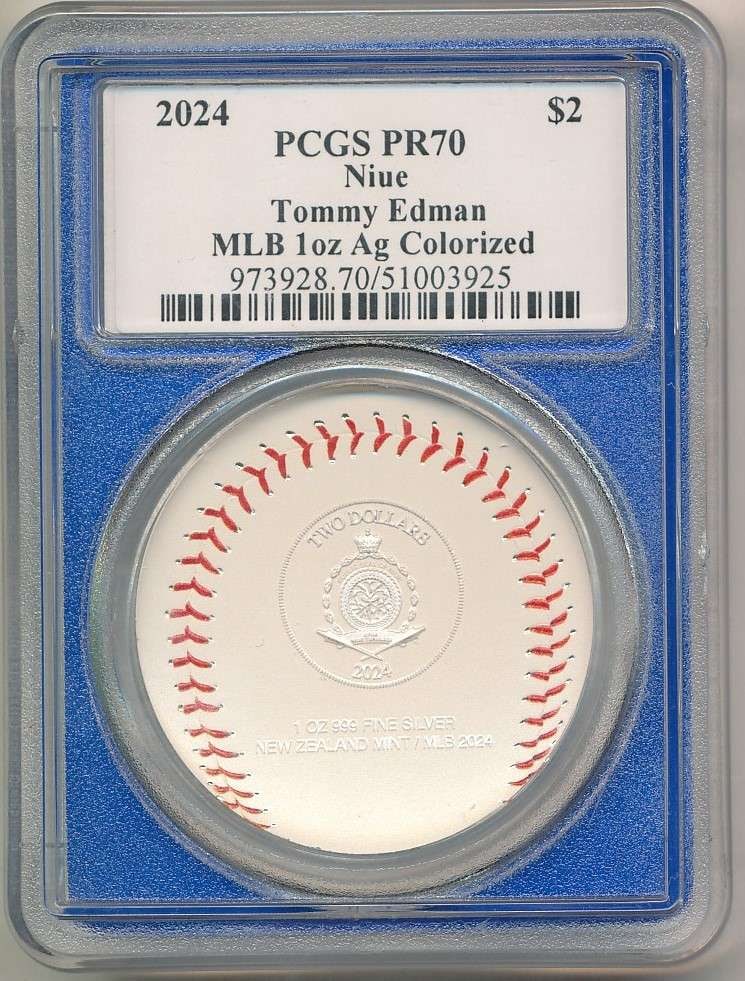 2024 $2
PCGS PR70
Niue
Tommy Edman
MLB 1oz Ag Colorized
973928.70/51003925
TWO DOLLARS
2024
1 OZ 999 FINE SILVER
NEW ZEALAND MINT / MLB 2024